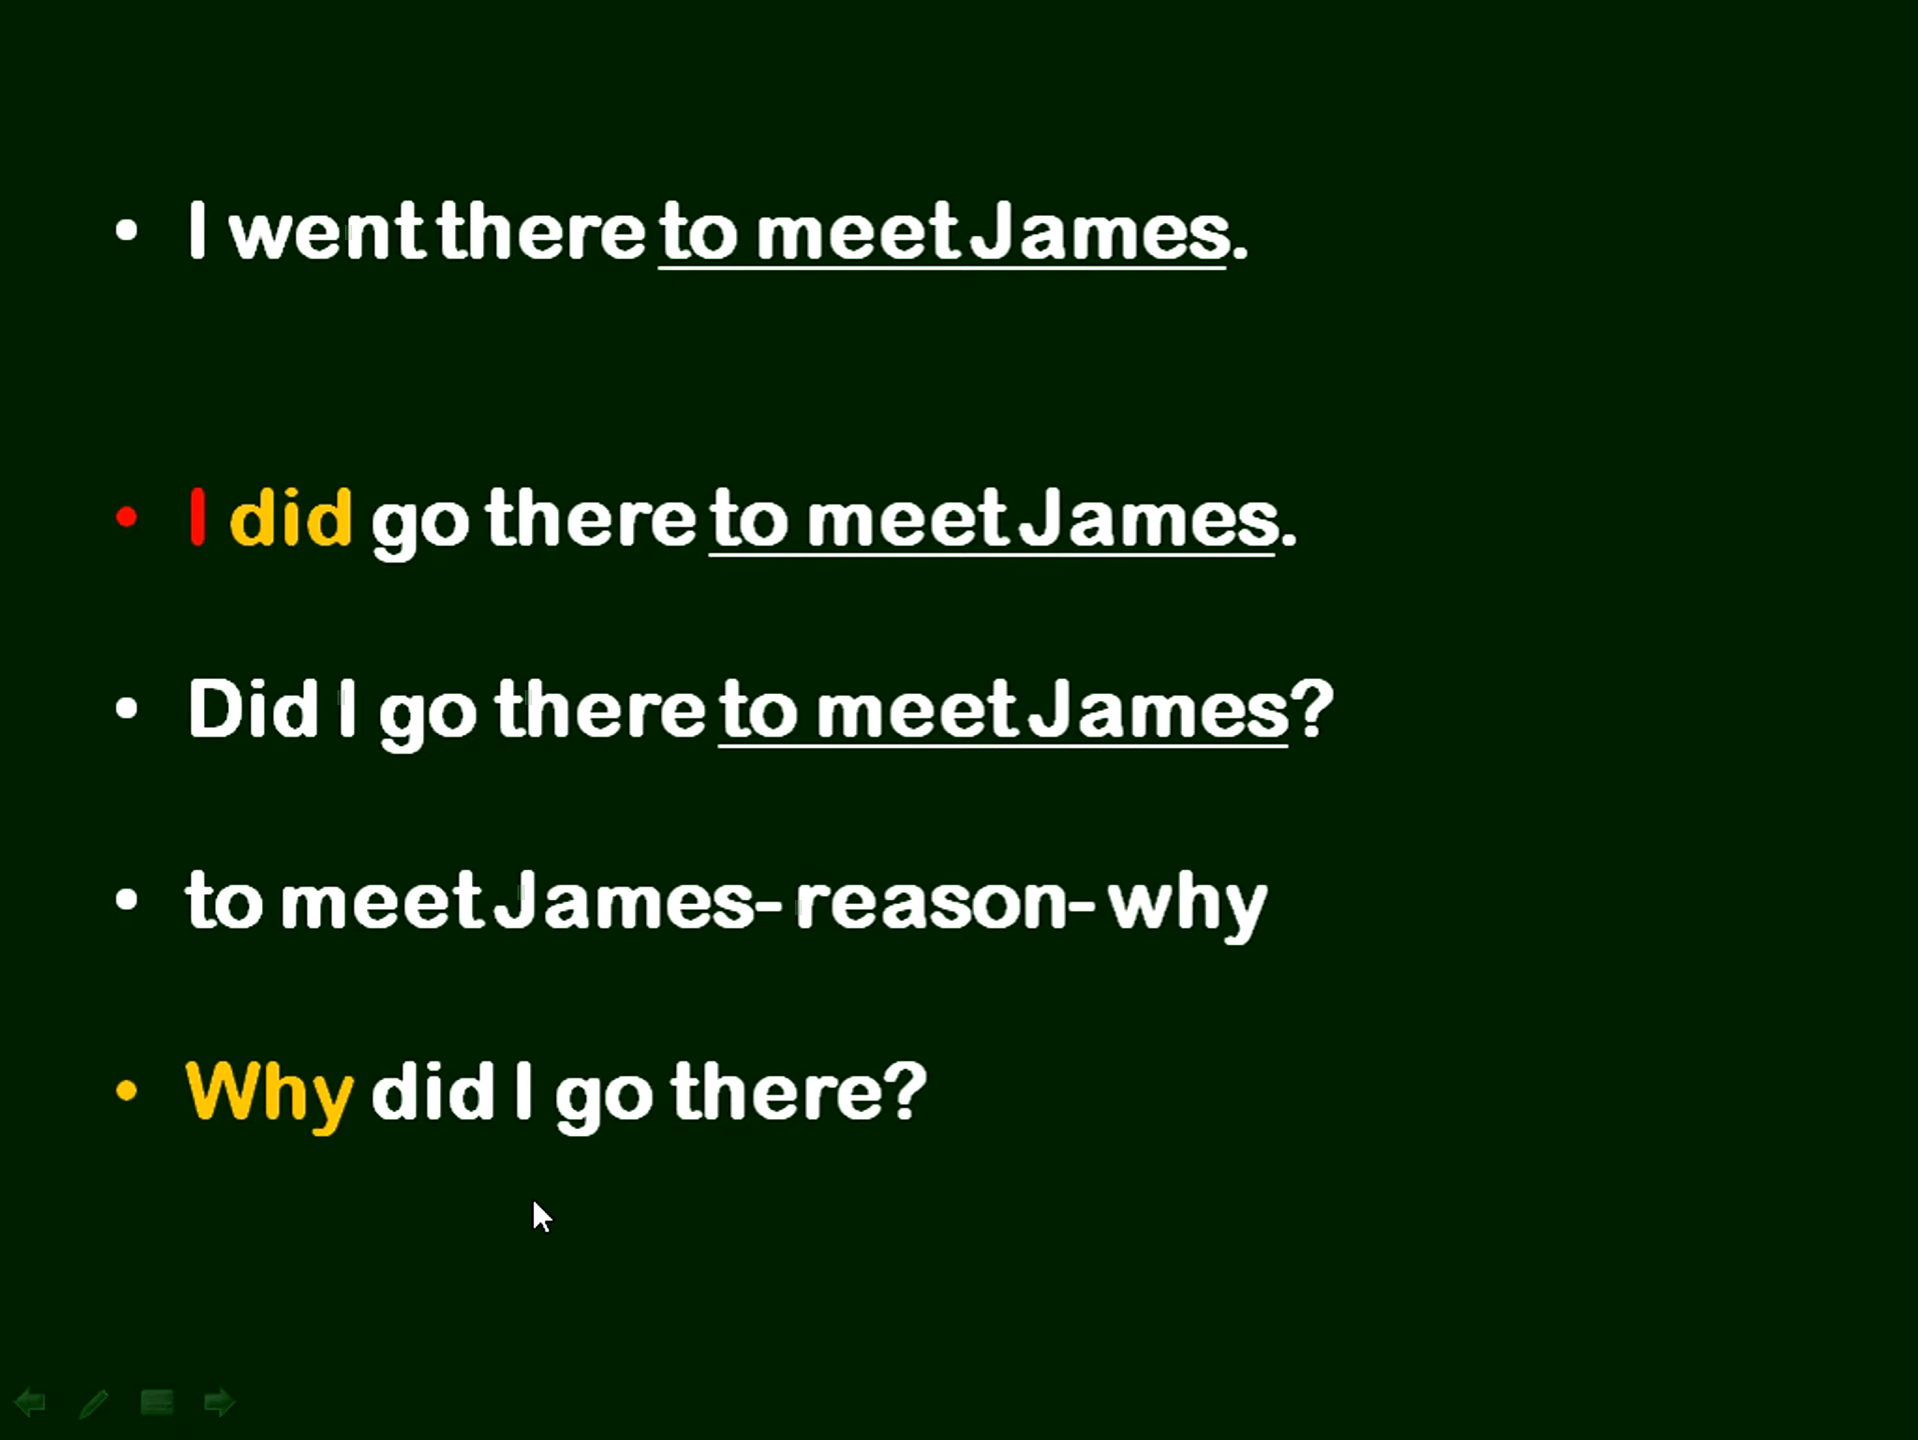 • I went there to meet James.
• I did go there to meet James.
• Did I go there to meet James?
• to meet James- reason- why
• Why did I go there?